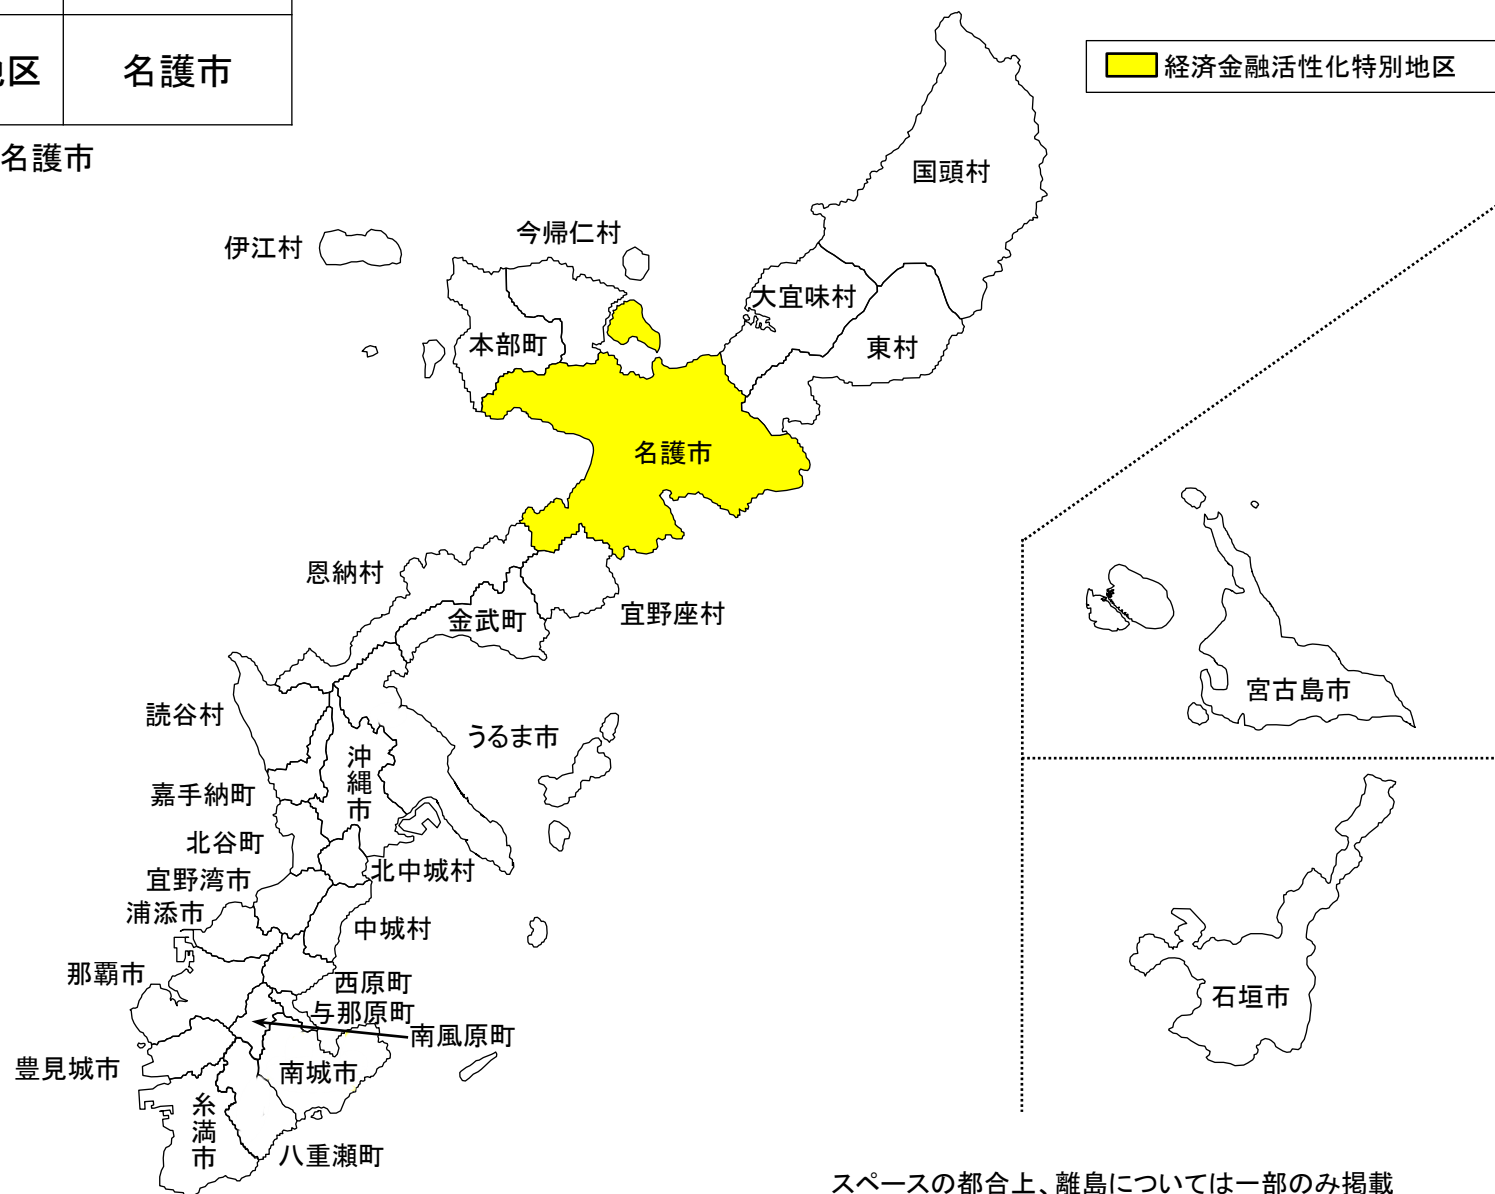 地区
名護市
経済金融活性化特別地区
名護市
国頭村
今帰仁村
伊江村
大宜味村
本部町
東村
名護市
恩納村
金武町
宜野座村
宮古島市
読谷村
うるま市
沖縄市
嘉手納町
北谷町
北中城村
宜野湾市
浦添市
中城村
那覇市
西原町
石垣市
与那原町
南風原町
豊見城市
南城市
糸満市
八重瀬町
スペースの都合上、離島については一部のみ掲載